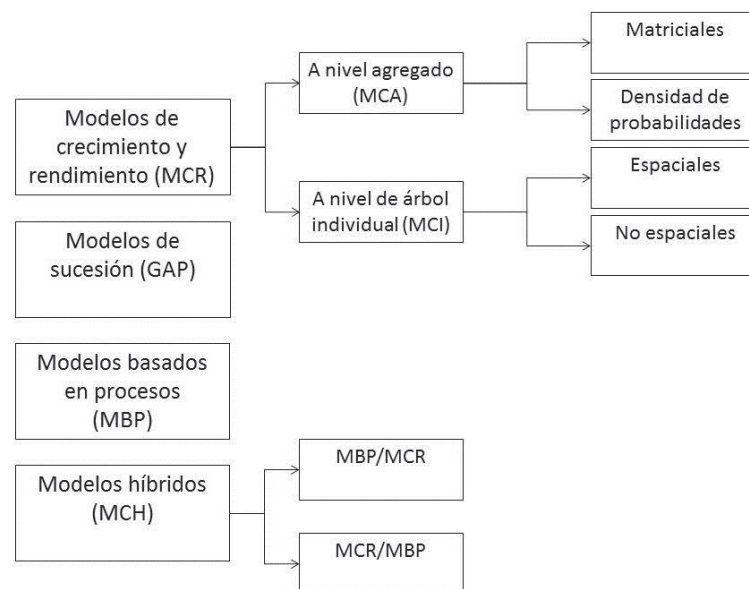 Modelos de
crecimiento y
rendimiento (MCR)
A nivel agregado
(MCA)
Matriciales
Densidad de
probabilidades
A nivel de árbol
individual (MCI)
Espaciales
No espaciales
Modelos de
sucesión (GAP)
Modelos basados
en procesos
(MBP)
Modelos híbridos
(MCH)
MBP/MCR
MCR/MBP